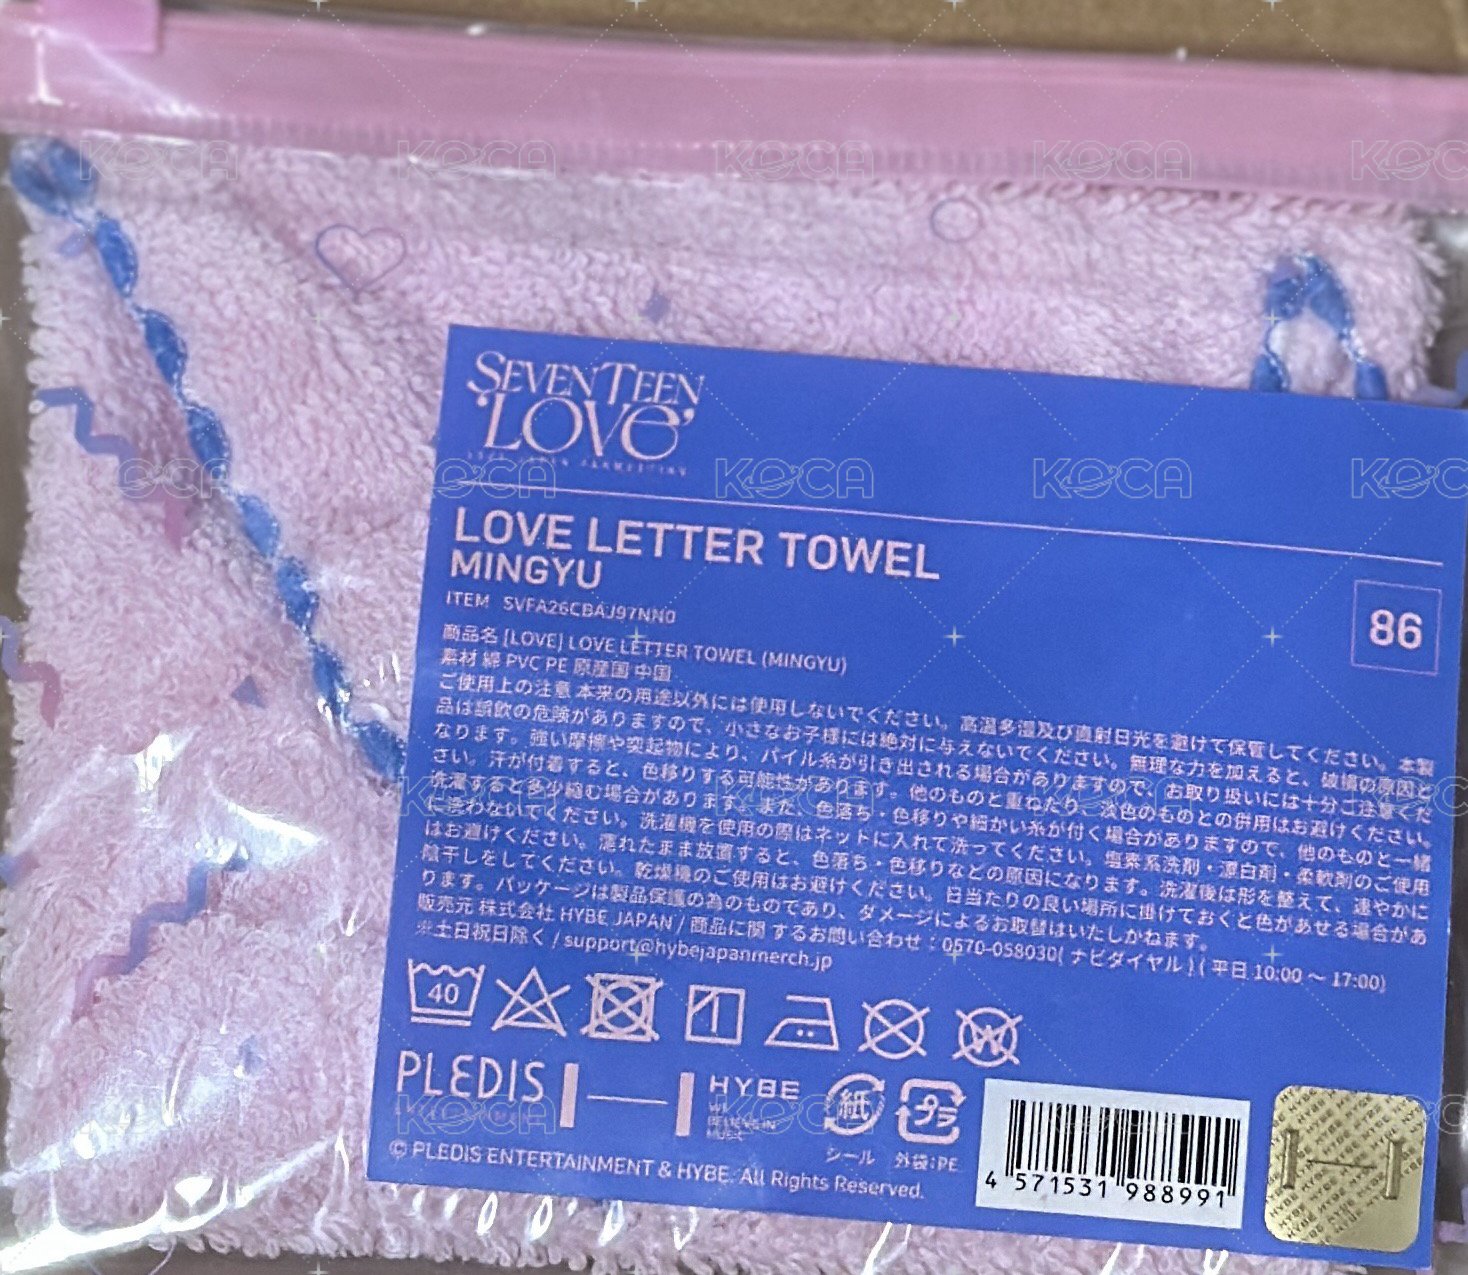 KOCA KOCA KOCA KOCA KOCA
SEVENTEEN
'LOVE'
LOVE LETTER TOWEL
MINGYU
86
ITEM SVFA26CBAJ97NN0
商品名 [LOVE] LOVE LETTER TOWEL (MINGYU)
素材 綿 PVC PE 原産国 中国
ご使用上の注意 本来の用途以外には使用しないでください。高温多湿及び直射日光を避けて保管してください。本製
品は誤飲の危険がありますので、小さなお子様には絶対に与えないでください。無理な力を加えると、破損の原因と
なります。強い摩擦や突起物により、パイル糸が引き出される場合がありますので、お取り扱いには十分ご注意くだ
さい。汗が付着すると、色移りする可能性があります。他のものと重ねたり、淡色のものとの併用はお避けください。
洗濯すると多少縮む場合があります。また、色落ち・色移りや細かい糸が付く場合がありますので、他のものと一緒
に洗わないでください。洗濯機を使用の際はネットに入れて洗ってください。塩素系洗剤・漂白剤・柔軟剤のご使用
はお避けください。濡れたまま放置すると、色落ち・色移りなどの原因になります。洗濯後は形を整えて、速やかに
陰干しをしてください。乾燥機のご使用はお避けください。日当たりの良い場所に掛けておくと色があせる場合があ
ります。パッケージは製品保護の為のものであり、ダメージによるお取替はいたしかねます。
販売元 株式会社 HYBE JAPAN / 商品に関 するお問い合わせ：0570-058030( ナビダイヤル ) ( 平日 10:00 ～ 17:00)
※土日祝日除く / support@hybejapanmerch.jp
40
W
PLEDIS
HYBE
WE
BELIEVE IN
MUSIC
紙
シール
プラ
外袋：PE
© PLEDIS ENTERTAINMENT & HYBE. All Rights Reserved.
4 571531 988991